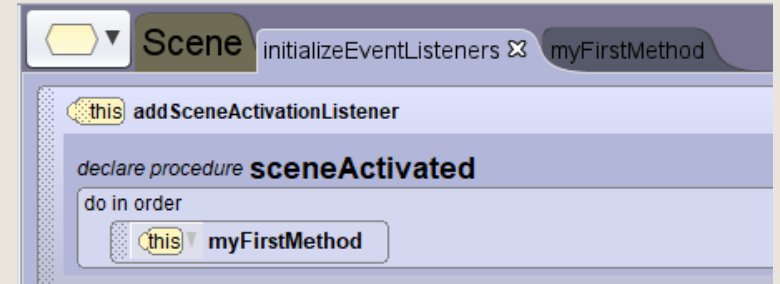 Scene initializeEventListeners myFirstMethod
this addSceneActivationListener
declare procedure sceneActivated
do in order
this myFirstMethod